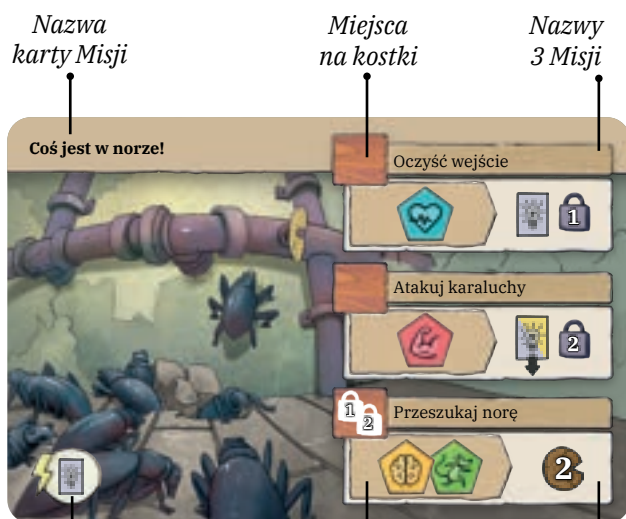 Nazwa
karty Misji
Miejsca
na kostki
Nazwy
3 Misji
Coś jest w norze!
Oczyść wejście
1
Atakuj karaluchy
2
1
2
Przeszukaj norę
2